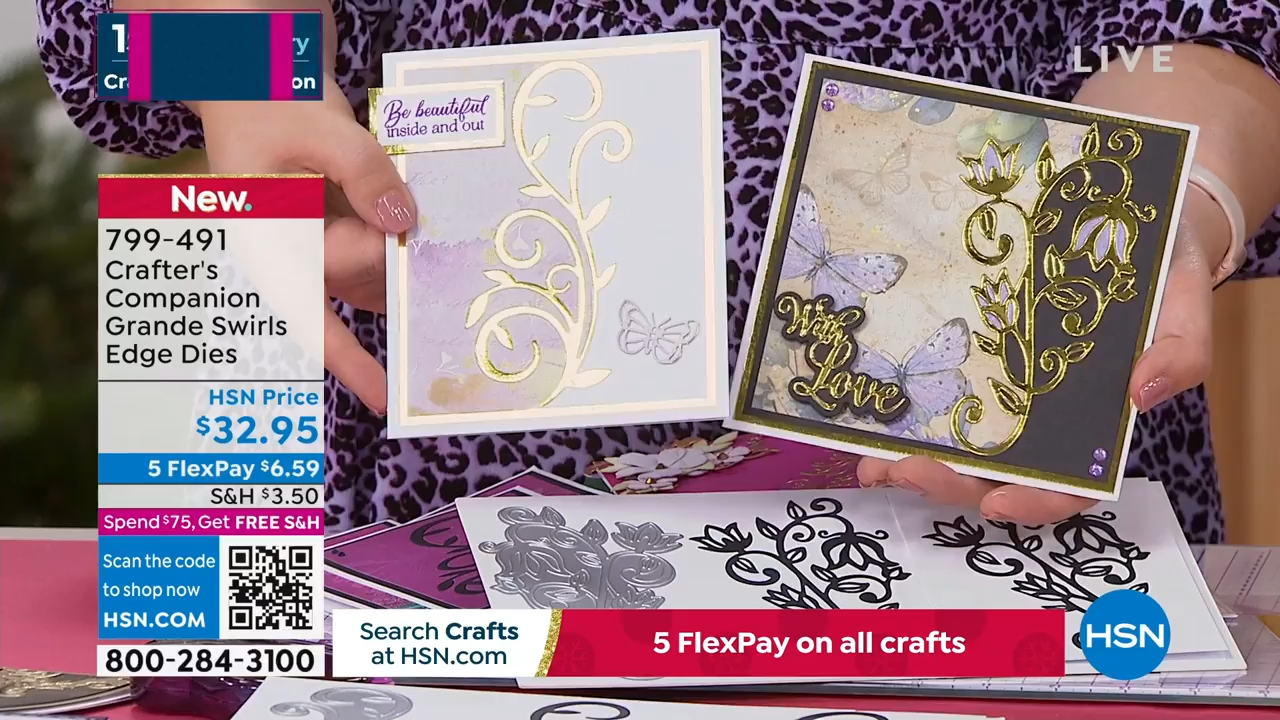 LIVE
Be beautiful
inside and out
With
Love
New.
799-491
Crafter's
Companion
Grande Swirls
Edge Dies
HSN Price
$32.95
5 FlexPay $6.59
S&H $3.50
Spend $75, Get FREE S&H
Scan the code
to shop now
HSN.COM
800-284-3100
Search Crafts
at HSN.com
5 FlexPay on all crafts
HSN